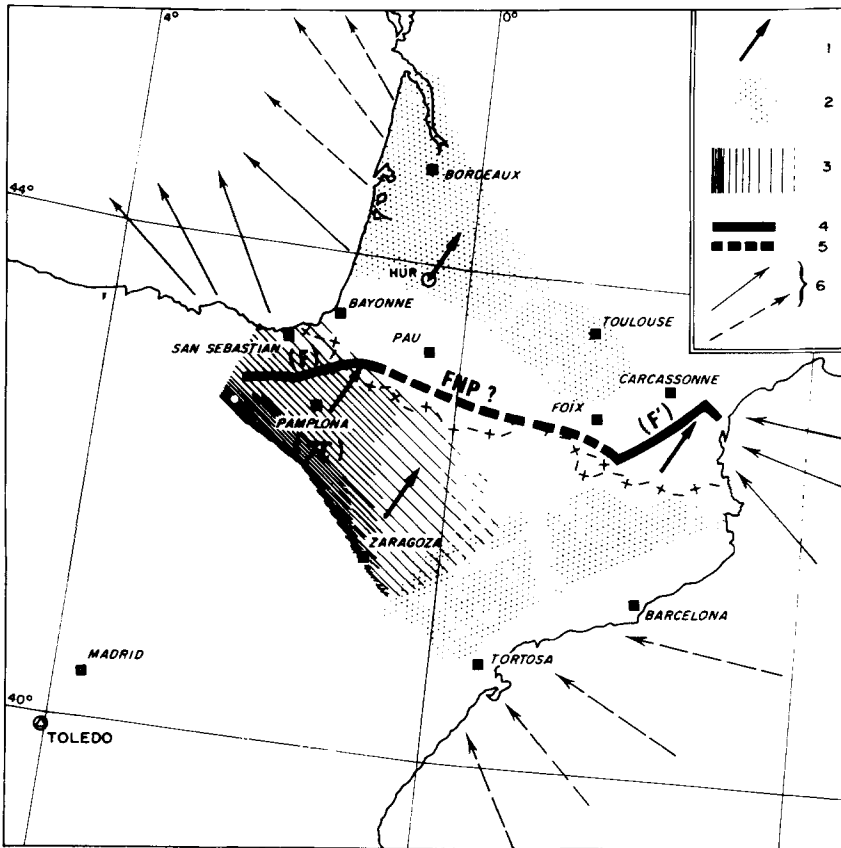 4°
0°
1
2
3
4
5
6
44°
BORDEAUX
HUR
BAYONNE
TOULOUSE
SAN SEBASTIAN
(F)
PAU
CARCASSONNE
FNP ?
FOIX
(F')
PAMPLONA
ZARAGOZA
BARCELONA
MADRID
TORTOSA
40°
TOLEDO